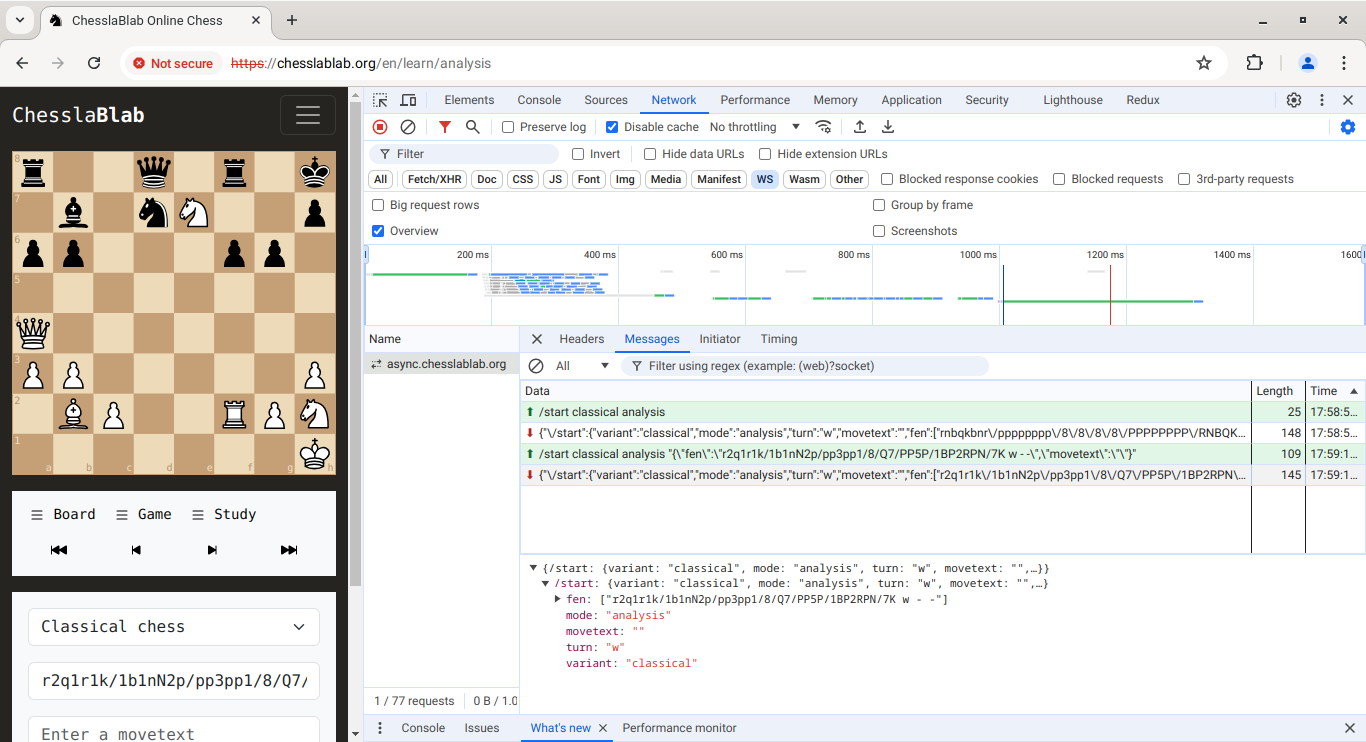 ChesslaBlab Online Chess
Not secure
https://chesslablab.org/en/learn/analysis
ChesslaBlab
8
7
6
5
4
3
2
1
a b c d e f g h
Board Game Study
Classical chess
r2q1r1k/1b1nN2p/pp3pp1/8/Q7/
Enter a movetext
Elements Console Sources Network Performance Memory Application Security Lighthouse Redux
Preserve log Disable cache No throttling
Filter Invert Hide data URLs Hide extension URLs
All Fetch/XHR Doc CSS JS Font Img Media Manifest WS Wasm Other Blocked response cookies Blocked requests 3rd-party requests
Big request rows Group by frame
Overview Screenshots
200 ms 400 ms 600 ms 800 ms 1000 ms 1200 ms 1400 ms 1600
Name Headers Messages Initiator Timing
async.chesslablab.org All Filter using regex (example: (web)?socket)
Data Length Time
/start classical analysis 25 17:58:5…
{"\/start":{"variant":"classical","mode":"analysis","turn":"w","movetext":"","fen":["rnbqkbnr\/pppppppp\/8\/8\/8\/8\/PPPPPPPP\/RNBQK… 148 17:58:5…
/start classical analysis "{\"fen\":\"r2q1r1k/1b1nN2p/pp3pp1/8/Q7/PP5P/1BP2RPN/7K w - -\",\"movetext\":\"\"}" 109 17:59:1…
{"\/start":{"variant":"classical","mode":"analysis","turn":"w","movetext":"","fen":["r2q1r1k\/1b1nN2p\/pp3pp1\/8\/Q7\/PP5P\/1BP2RPN\… 145 17:59:1…
{/start: {variant: "classical", mode: "analysis", turn: "w", movetext: "",…}}
/start: {variant: "classical", mode: "analysis", turn: "w", movetext: "",…}
fen: ["r2q1r1k/1b1nN2p/pp3pp1/8/Q7/PP5P/1BP2RPN/7K w - -"]
mode: "analysis"
movetext: ""
turn: "w"
variant: "classical"
1 / 77 requests 0 B / 1.0
Console Issues What's new Performance monitor